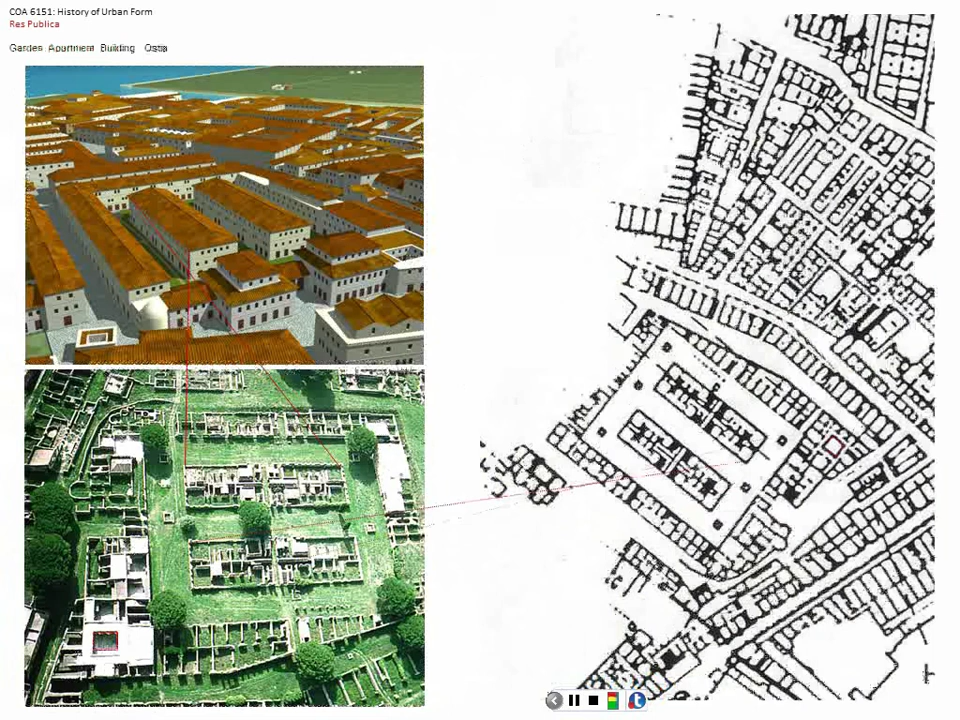 COA 6151: History of Urban Form
Res Publica
Garden Apartment Building Ostia